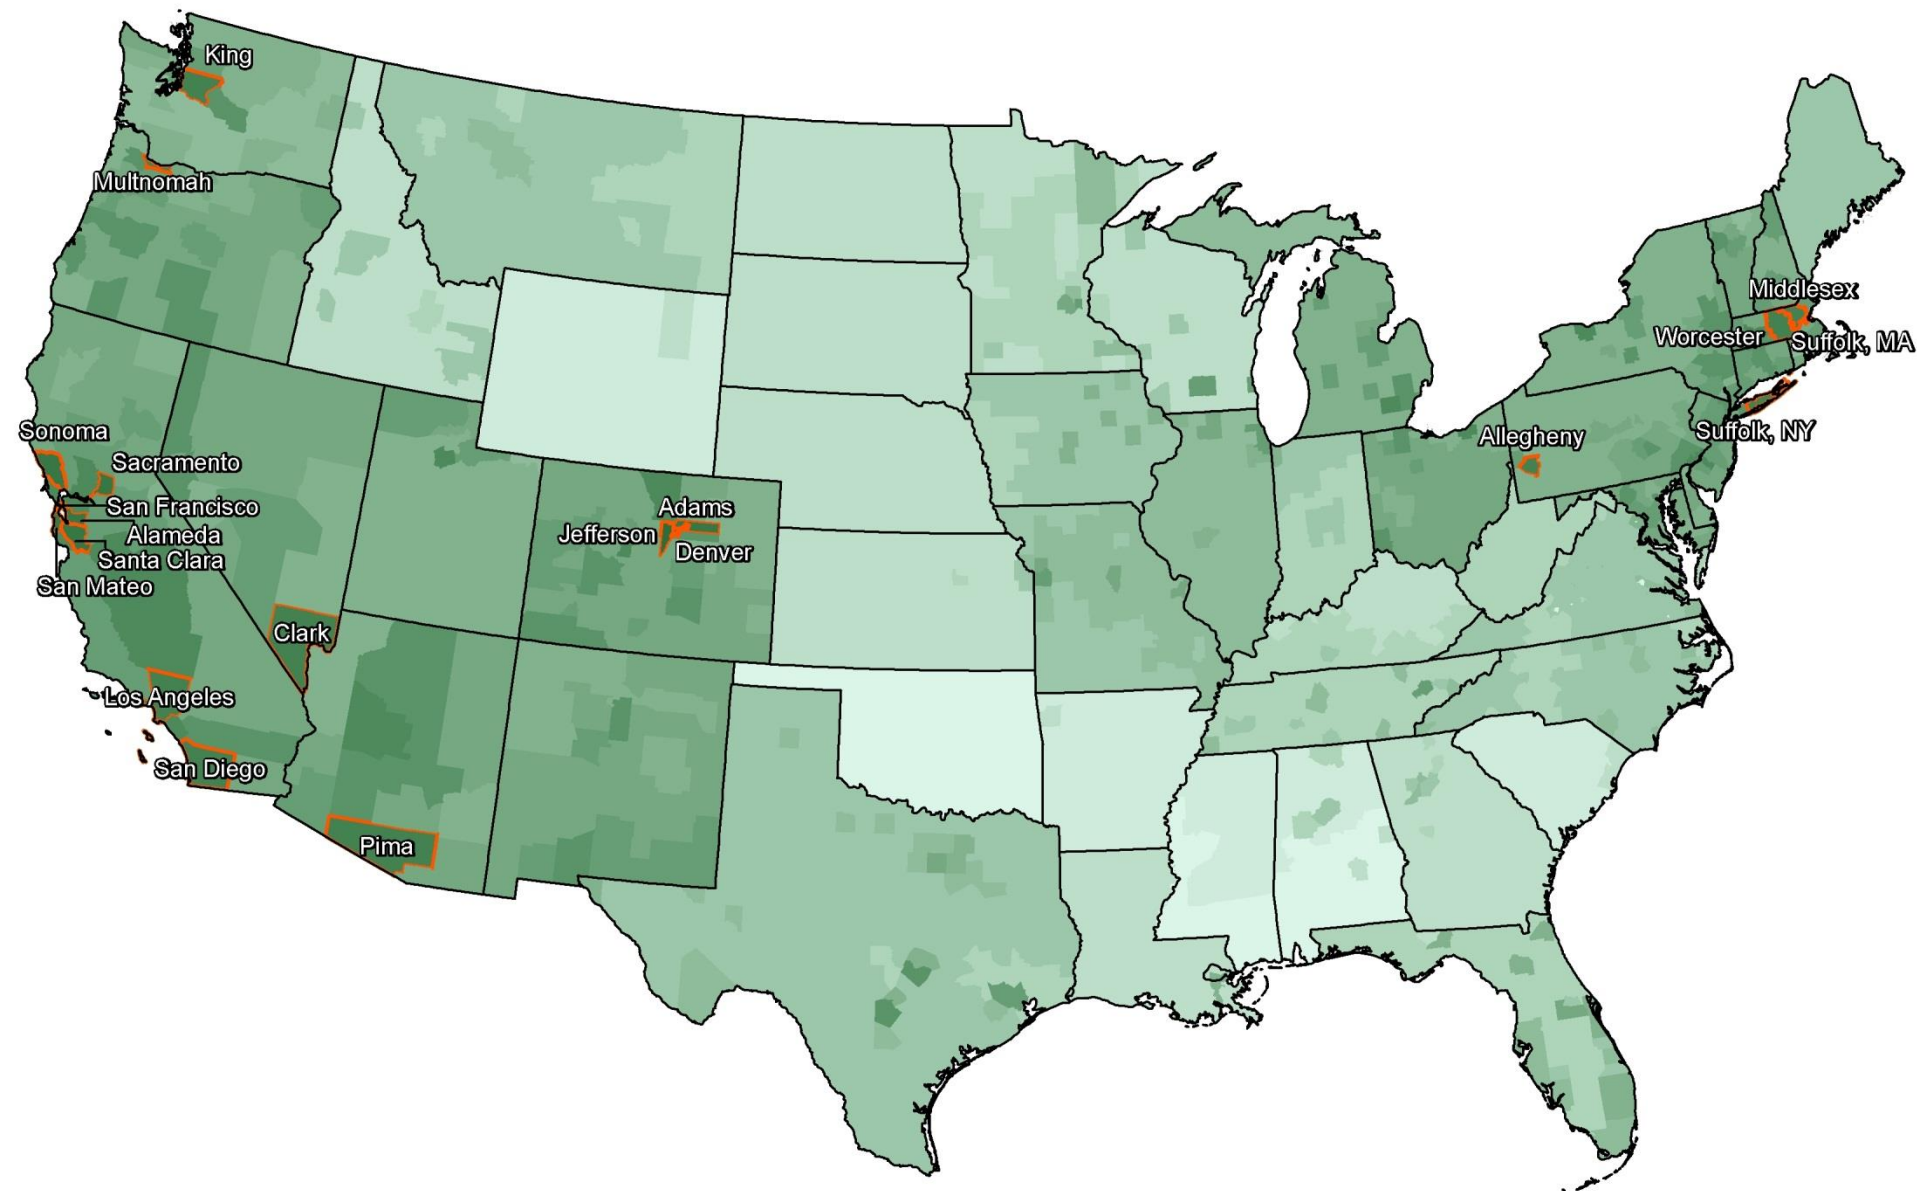 King
Multnomah
Middlesex
Worcester
Suffolk, MA
Sonoma
Suffolk, NY
Allegheny
Sacramento
San Francisco
Adams
Jefferson
Alameda
Denver
Santa Clara
San Mateo
Clark
Los Angeles
San Diego
Pima